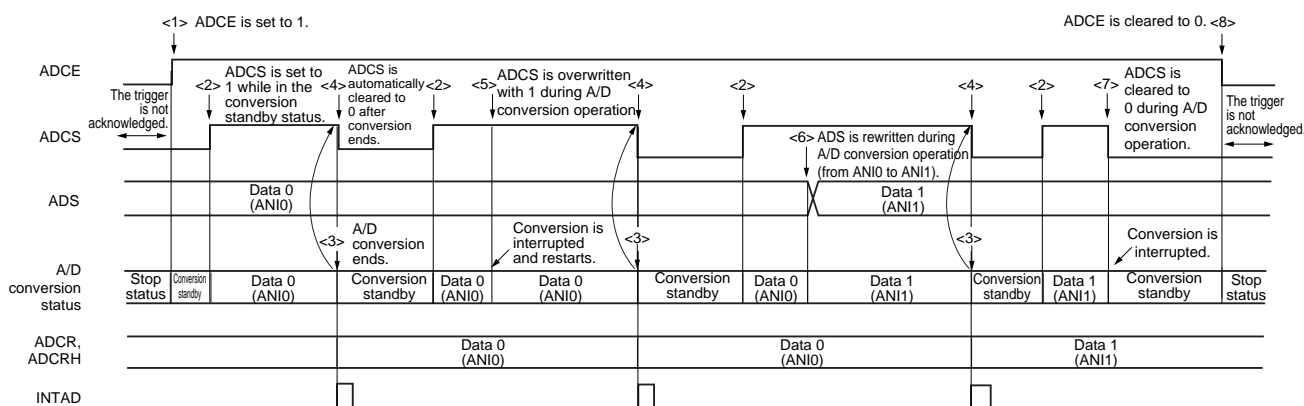 <1> ADCE is set to 1.
ADCE is cleared to 0. <8>
ADCE
The trigger
is not
acknowledged.
<2>
ADCS is set to
1 while in the
conversion
standby status.
<4>
ADCS is
automatically
cleared to
0 after
conversion
ends.
<2>
<5>
ADCS is overwritten
with 1 during A/D
conversion operation
<4>
<2>
<4>
<2>
<7>
ADCS is
cleared to
0 during A/D
conversion
operation.
The trigger
is not
acknowledged.
ADCS
<6> ADS is rewritten during
A/D conversion operation
(from ANI0 to ANI1).
ADS
Data 0
(ANI0)
Data 1
(ANI1)
<3>
A/D
conversion
ends.
Conversion is
interrupted
and restarts.
<3>
<3>
Conversion is
interrupted.
A/D
conversion
status
Stop
status
Conversion
standby
Data 0
(ANI0)
Conversion
standby
Data 0
(ANI0)
Data 0
(ANI0)
Conversion
standby
Data 0
(ANI0)
Data 1
(ANI1)
Conversion
standby
Data 1
(ANI1)
Conversion
standby
Stop
status
ADCR,
ADCRH
Data 0
(ANI0)
Data 0
(ANI0)
Data 1
(ANI1)
INTAD